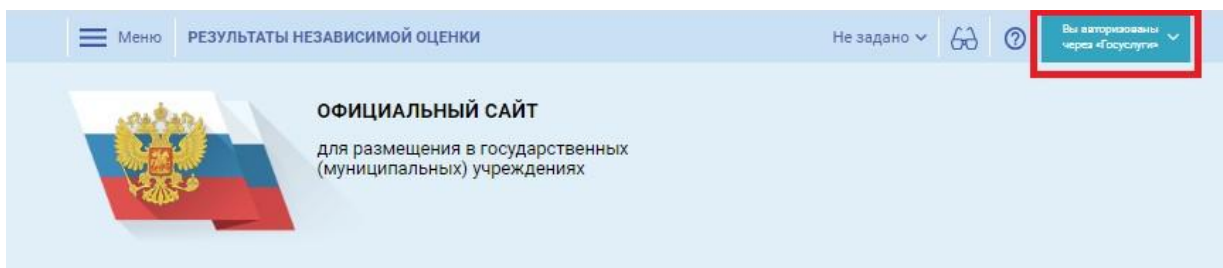 Меню
РЕЗУЛЬТАТЫ НЕЗАВИСИМОЙ ОЦЕНКИ
Не задано
Вы авторизованы
через «Госуслуги»
ОФИЦИАЛЬНЫЙ САЙТ
для размещения в государственных
(муниципальных) учреждениях